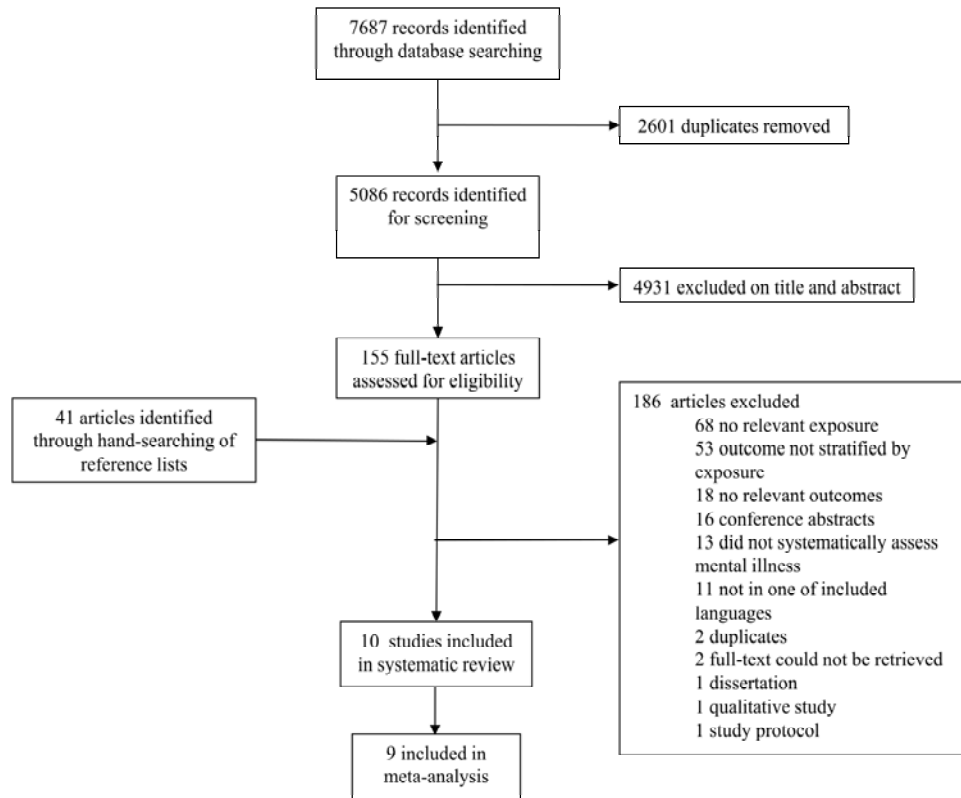 7687 records identified
through database searching
2601 duplicates removed
5086 records identified
for screening
4931 excluded on title and abstract
155 full-text articles
assessed for eligibility
41 articles identified
through hand-searching of
reference lists
186 articles excluded
68 no relevant exposure
53 outcome not stratified by
exposure
18 no relevant outcomes
16 conference abstracts
13 did not systematically assess
mental illness
11 not in one of included
languages
2 duplicates
2 full-text could not be retrieved
1 dissertation
1 qualitative study
1 study protocol
10 studies included
in systematic review
9 included in
meta-analysis